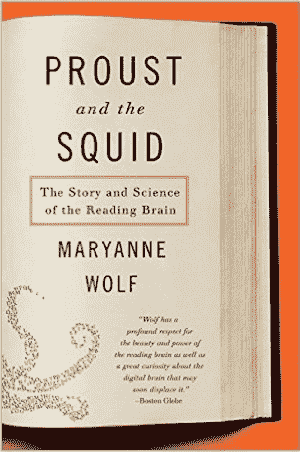 PROUST
and the
SQUID
The Story and Science
of the Reading Brain
MARYANNE
WOLF
"Wolf has a
profound respect for
the beauty and power of
the reading brain as well as
a great curiosity about the
digital brain that may
soon displace it."
–Boston Globe